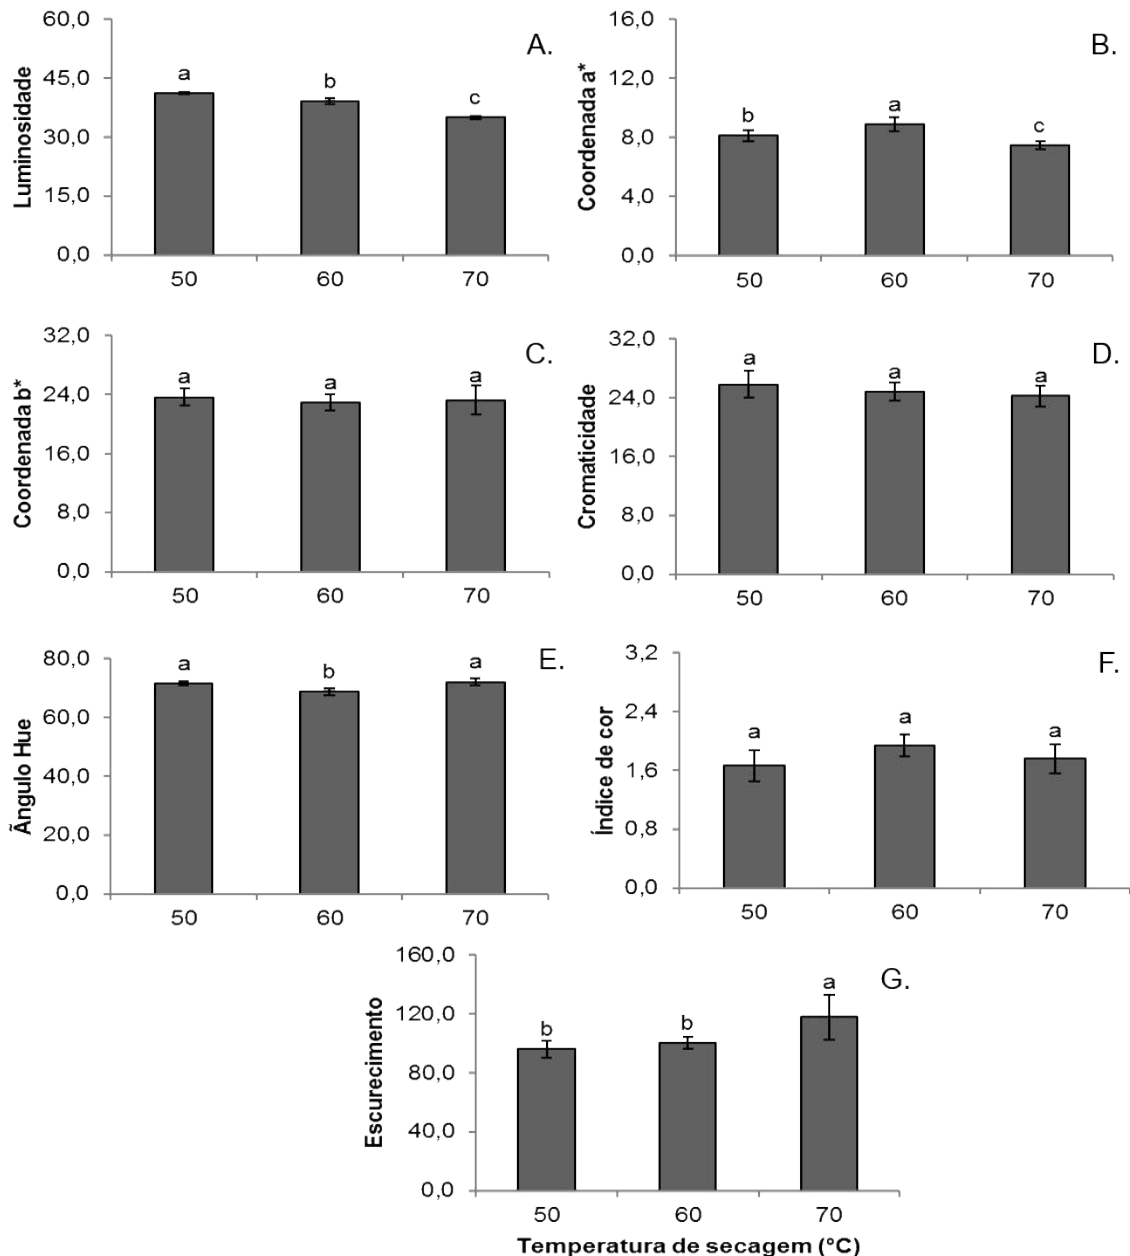 A.
Luminosidade
60,0
45,0
30,0
15,0
0,0
a
b
c
50
60
70
B.
Coordenada a*
16,0
12,0
8,0
4,0
0,0
b
a
c
50
60
70
C.
Coordenada b*
32,0
24,0
16,0
8,0
0,0
a
a
a
50
60
70
D.
Cromaticidade
32,0
24,0
16,0
8,0
0,0
a
a
a
50
60
70
E.
Ãngulo Hue
80,0
60,0
40,0
20,0
0,0
a
b
a
50
60
70
F.
Índice de cor
3,2
2,4
1,6
0,8
0,0
a
a
a
50
60
70
G.
Escurecimento
160,0
120,0
80,0
40,0
0,0
b
b
a
50
60
70
Temperatura de secagem (°C)